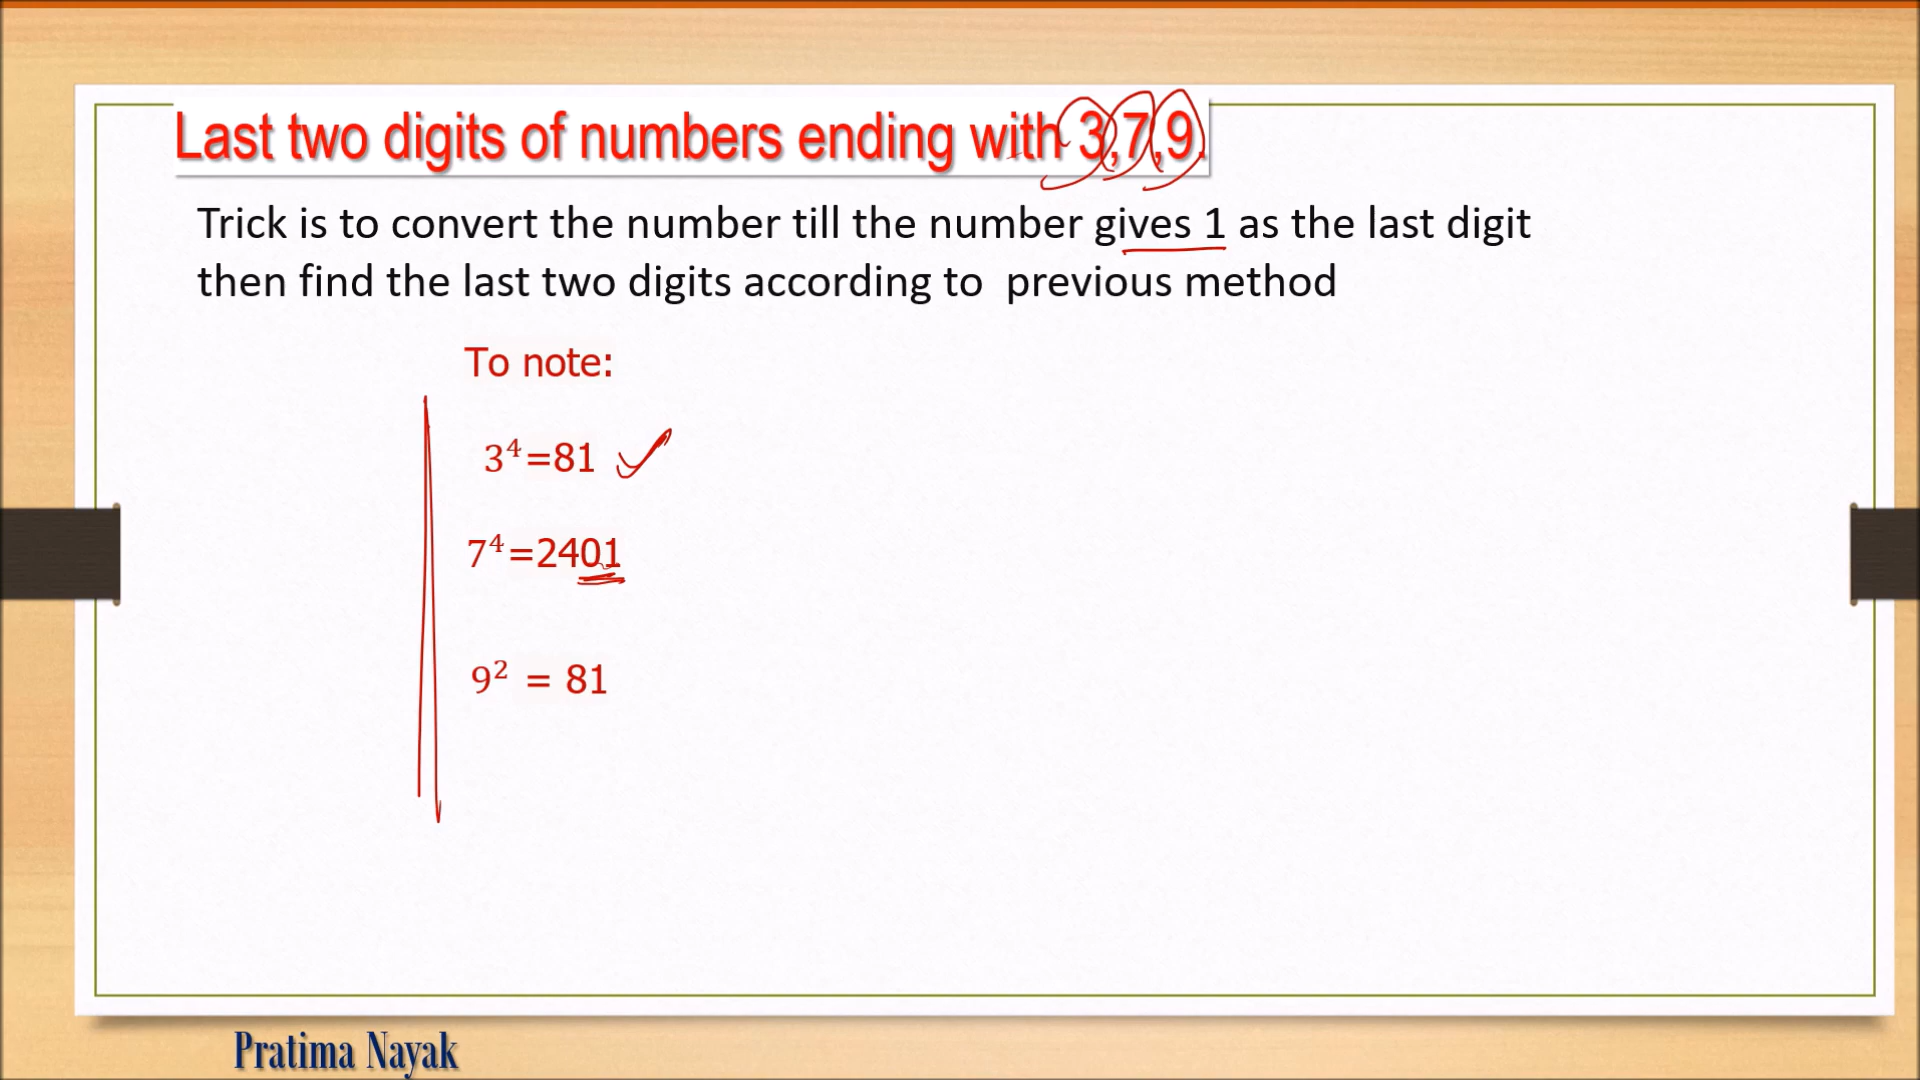 Last two digits of numbers ending with 3,7,9.
Trick is to convert the number till the number gives 1 as the last digit
then find the last two digits according to previous method
To note:
3⁴=81
7⁴=2401
9² = 81
Pratima Nayak